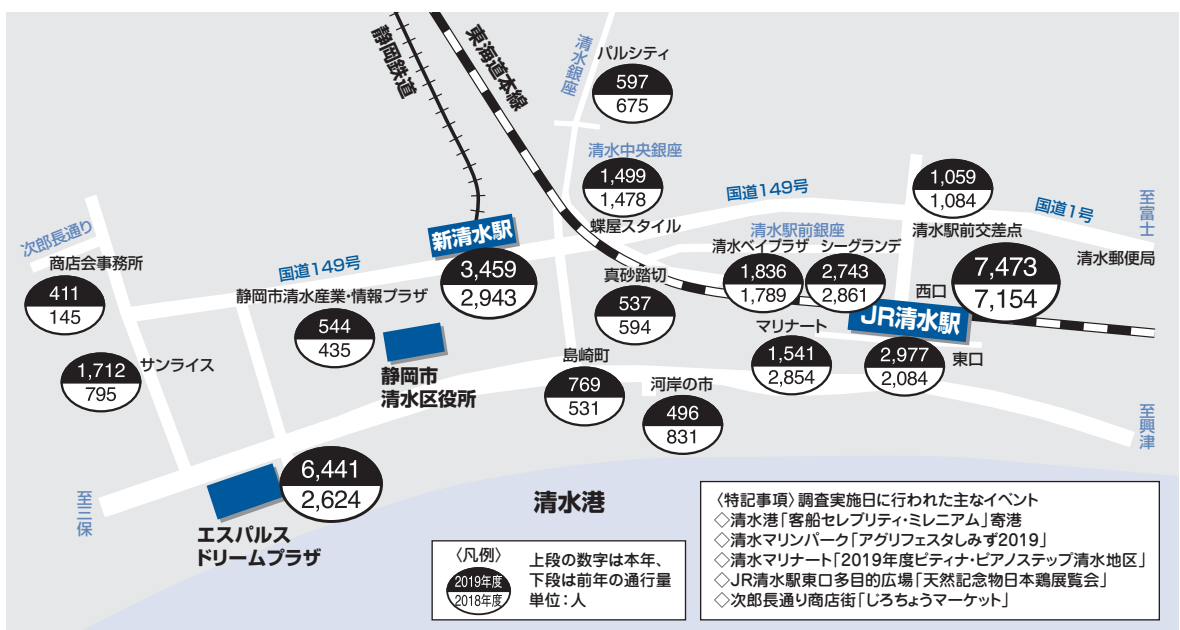 静岡鉄道
東海道本線
清水銀座
パルシティ
597
675
清水中央銀座
1,499
1,478
蝶屋スタイル
国道149号
1,059
1,084
清水駅前交差点
国道1号
至富士
清水郵便局
次郎長通り
商店会事務所
411
145
国道149号
新清水駅
3,459
2,943
静岡市清水産業・情報プラザ
544
435
静岡市
清水区役所
真砂踏切
537
594
清水駅前銀座
清水ベイプラザ
1,836
1,789
シーグランデ
2,743
2,861
西口
7,473
7,154
JR清水駅
マリナート
1,541
2,854
2,977
2,084
東口
サンライス
1,712
795
島崎町
769
531
河岸の市
496
831
至興津
至三保
6,441
2,624
エスパルス
ドリームプラザ
清水港
〈凡例〉
2019年度
2018年度
上段の数字は本年、
下段は前年の通行量
単位：人
〈特記事項〉調査実施日に行われた主なイベント
◇清水港「客船セレブリティ・ミレニアム」寄港
◇清水マリンパーク「アグリフェスタしみず2019」
◇清水マリナート「2019年度ピティナ・ピアノステップ清水地区」
◇JR清水駅東口多目的広場「天然記念物日本鶏展覧会」
◇次郎長通り商店街「じろちょうマーケット」